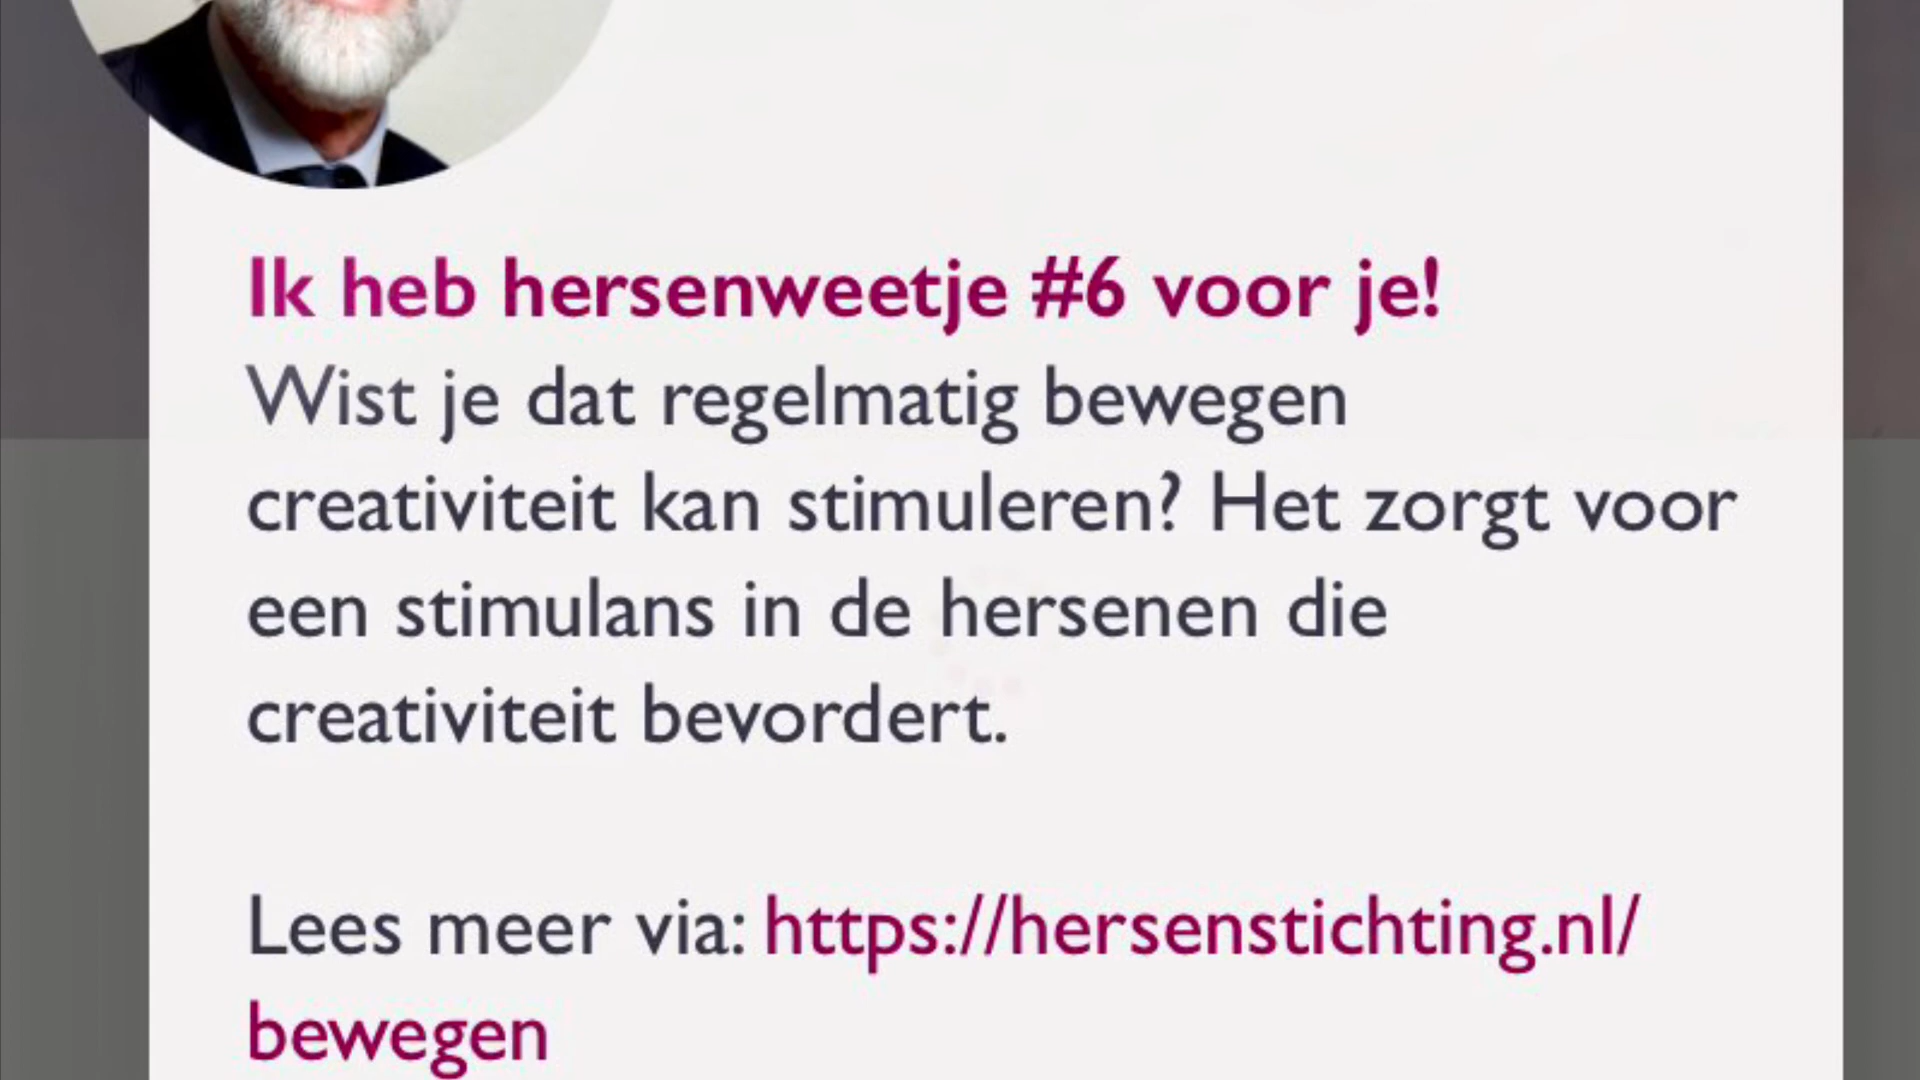 Ik heb hersenweetje #6 voor je!
Wist je dat regelmatig bewegen
creativiteit kan stimuleren? Het zorgt voor
een stimulans in de hersenen die
creativiteit bevordert.
Lees meer via: https://hersenstichting.nl/
bewegen